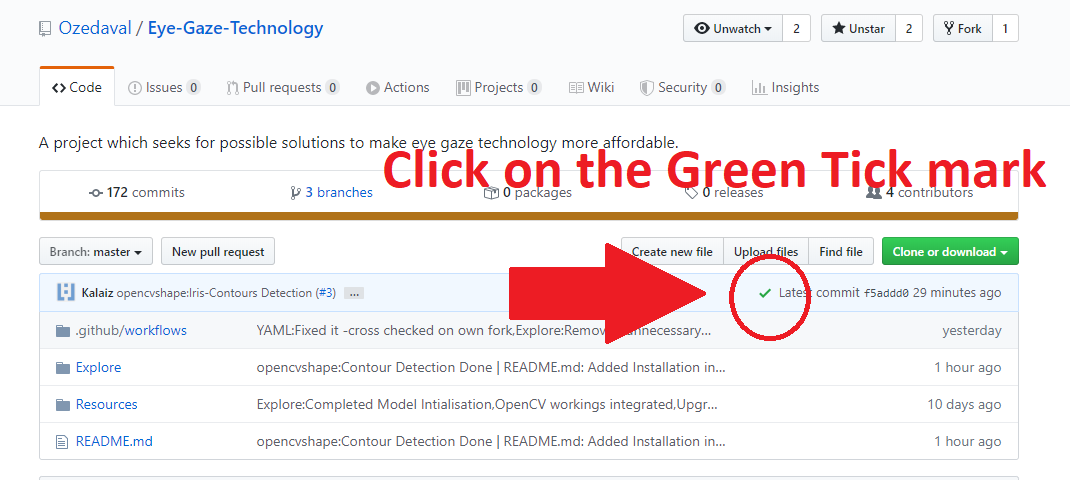 Ozedaval / Eye-Gaze-Technology
Unwatch 2 Unstar 2 Fork 1
Code Issues 0 Pull requests 0 Actions Projects 0 Wiki Security 0 Insights
A project which seeks for possible solutions to make eye gaze technology more affordable.
Click on the Green Tick mark
172 commits 3 branches 0 packages 0 releases 4 contributors
Branch: master New pull request Create new file Upload files Find file Clone or download
Kalaiz opencvshape:Iris-Contours Detection (#3) ... Latest commit f5addd0 29 minutes ago
.github/workflows YAML:Fixed it -cross checked on own fork,Explore:Remov nnecessary... yesterday
Explore opencvshape:Contour Detection Done | README.md: Added Installation in... 1 hour ago
Resources Explore:Completed Model Intialisation,OpenCV workings integrated,Upgr... 10 days ago
README.md opencvshape:Contour Detection Done | README.md: Added Installation in... 1 hour ago